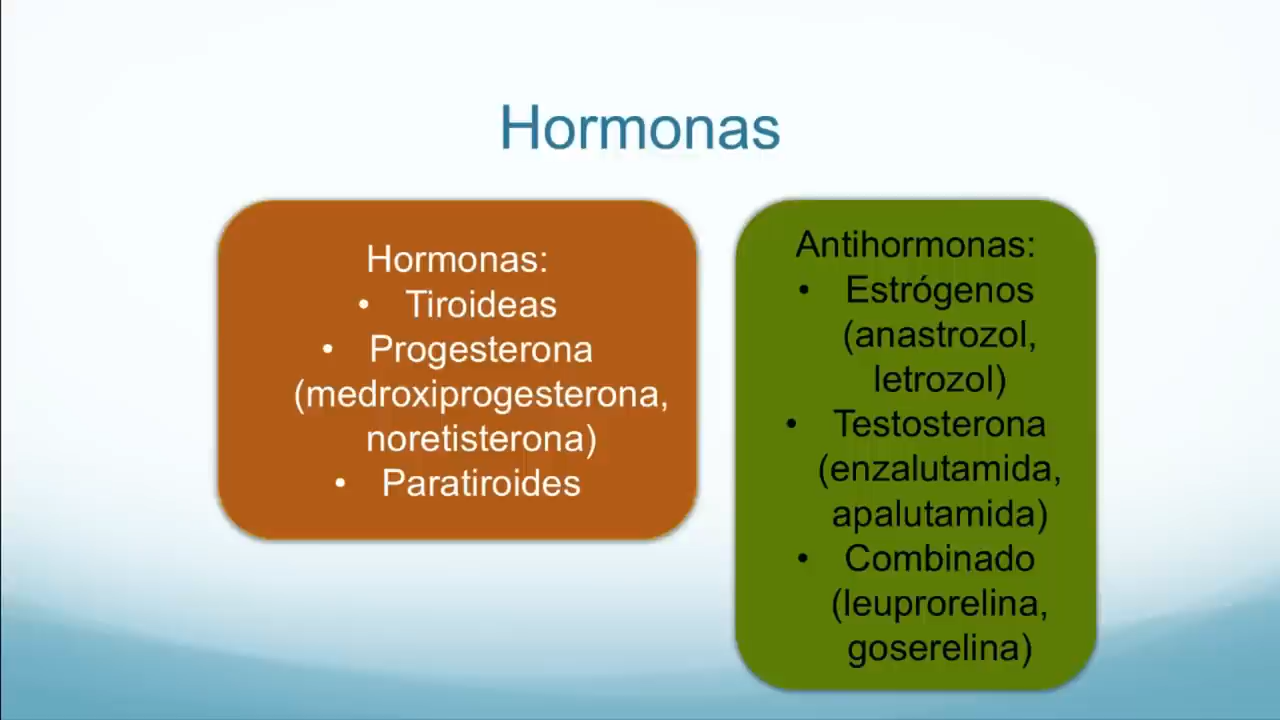 Hormonas
Hormonas:
• Tiroideas
• Progesterona
(medroxiprogesterona,
noretisterona)
• Paratiroides
Antihormonas:
• Estrógenos
(anastrozol,
letrozol)
• Testosterona
(enzalutamida,
apalutamida)
• Combinado
(leuprorelina,
goserelina)